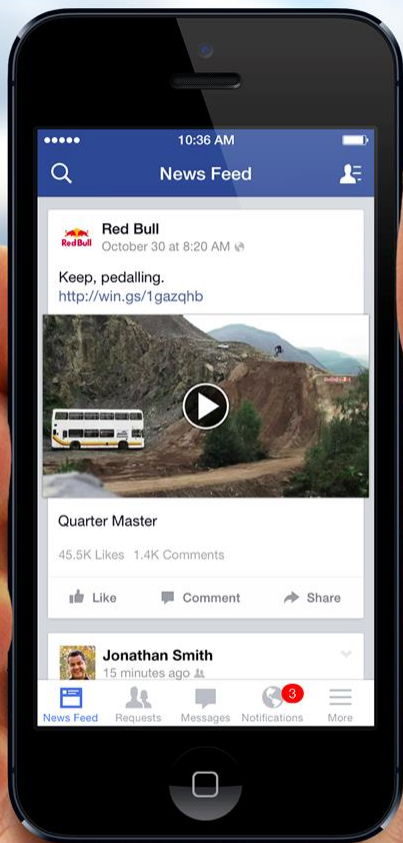 10:36 AM
News Feed
Red Bull
Red Bull
October 30 at 8:20 AM
Keep, pedalling.
http://win.gs/1gazqhb
Quarter Master
45.5K Likes 1.4K Comments
Like Comment Share
Jonathan Smith
15 minutes ago
3
News Feed Requests Messages Notifications More